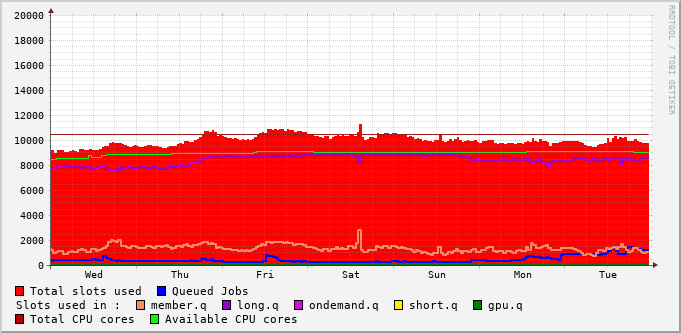 20000
18000
16000
14000
12000
10000
8000
6000
4000
2000
0
Wed Thu Fri Sat Sun Mon Tue
RRDTOOL / TOBI OETIKER
Total slots used Queued Jobs
Slots used in : member.q long.q ondemand.q short.q gpu.q
Total CPU cores Available CPU cores